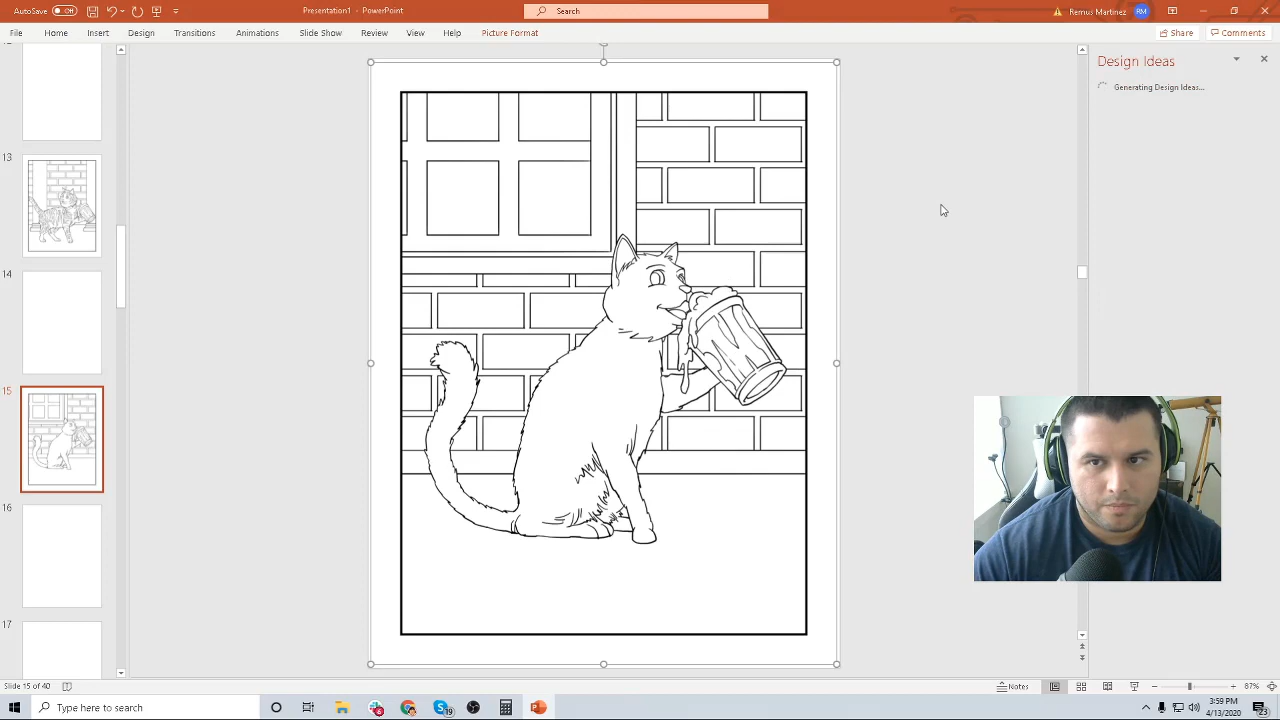 AutoSave Off
Presentation1 - PowerPoint
Search
Remus Martinez RM
File Home Insert Design Transitions Animations Slide Show Review View Help Picture Format
Share Comments
Design Ideas
Generating Design Ideas...
13
14
15
16
17
Slide 15 of 40
Notes
87%
Type here to search
3:59 PM
4/13/2020